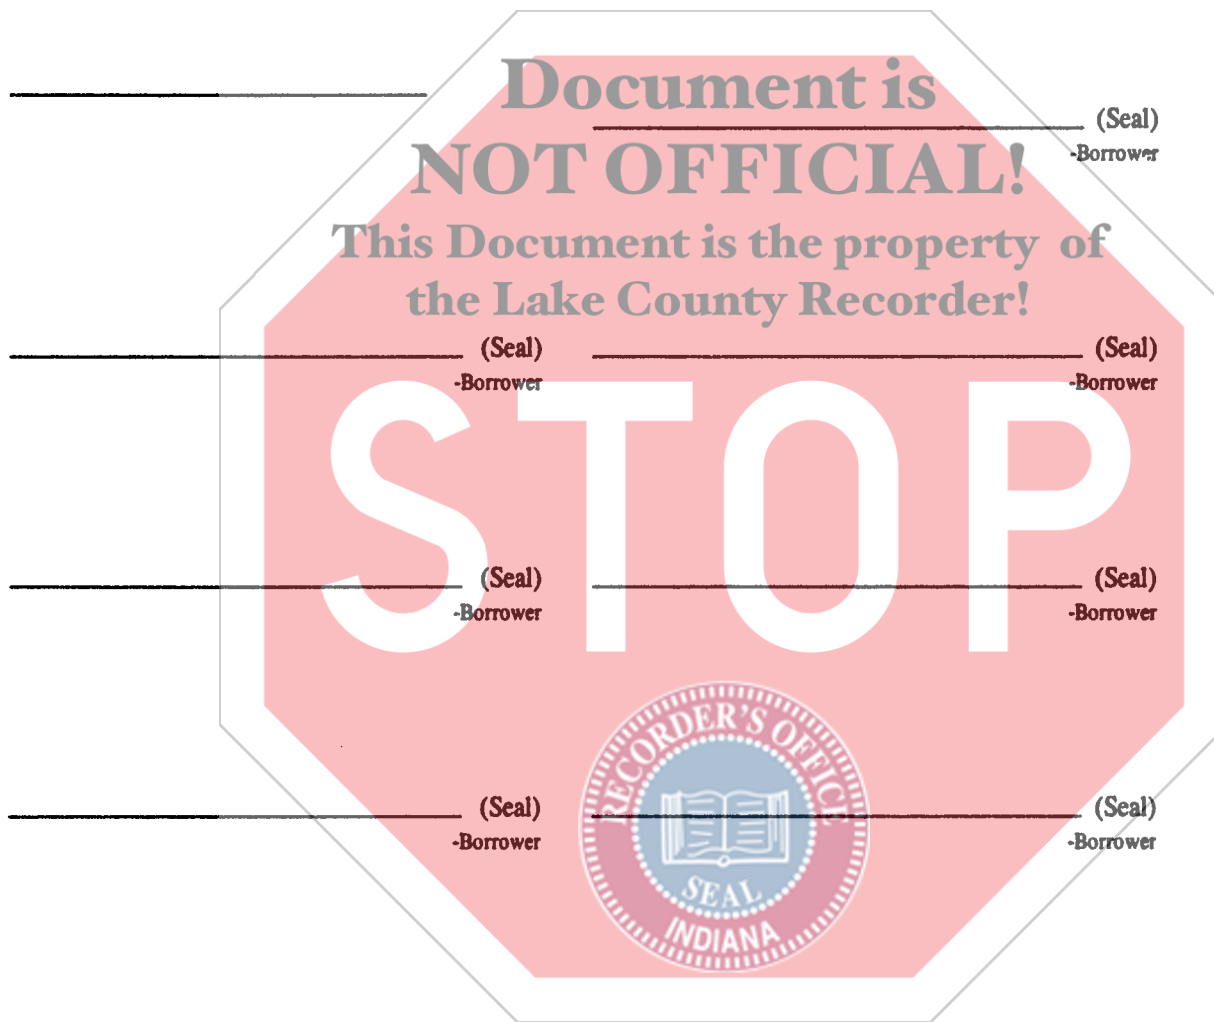 Document is
(Seal)
-Borrower
NOT OFFICIAL!
This Document is the property of
the Lake County Recorder!
(Seal) (Seal)
-Borrower -Borrower
STOP
(Seal) (Seal)
-Borrower -Borrower
RECORDER'S OFFICE
(Seal) (Seal)
-Borrower -Borrower
SEAL
INDIANA